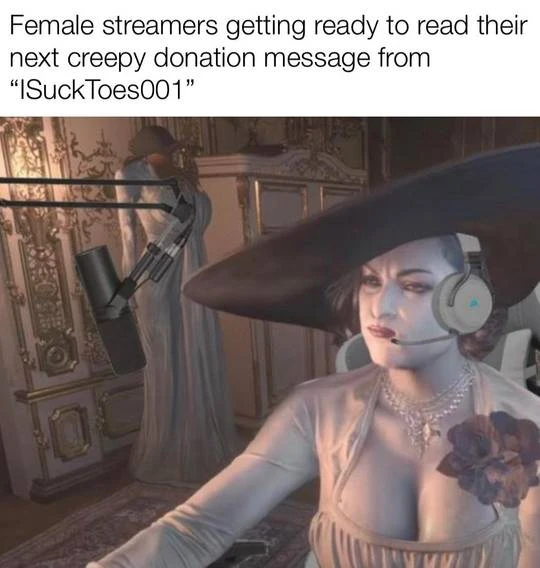 Female streamers getting ready to read their
next creepy donation message from
“ISuckToes001”